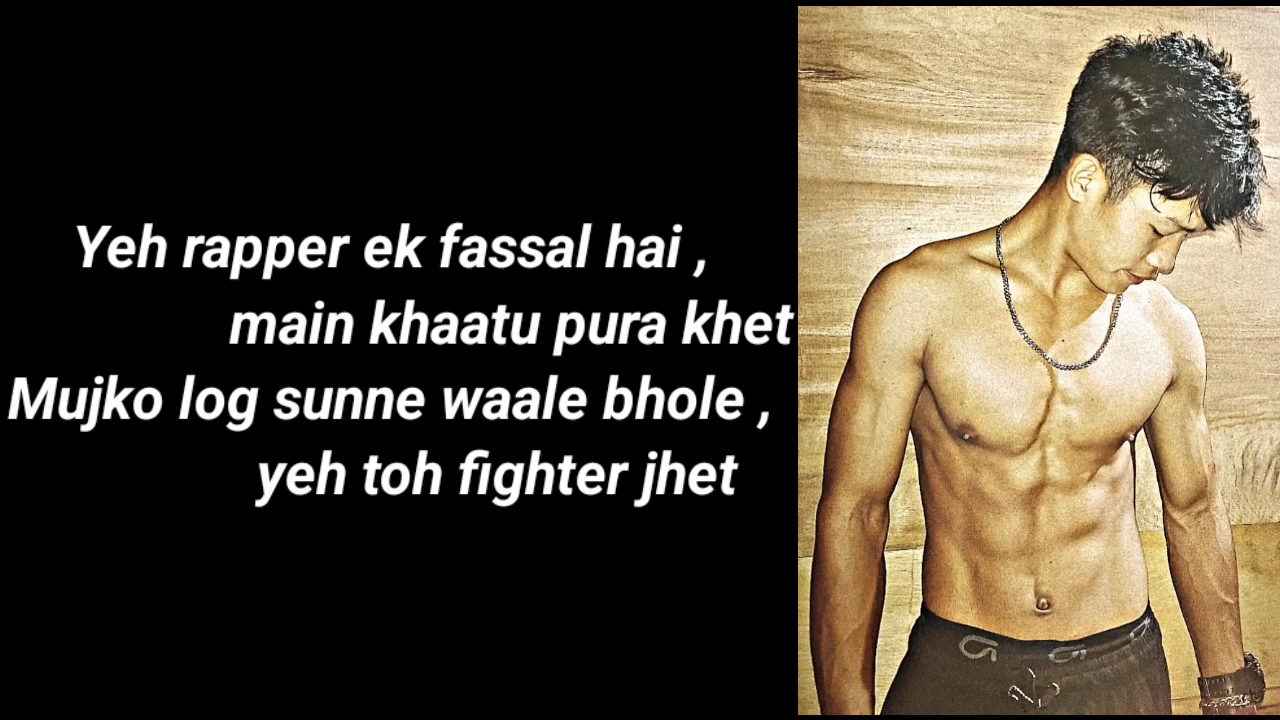 Yeh rapper ek fassal hai ,
main khaatu pura khet
Mujko log sunne waale bhole ,
yeh toh fighter jhet